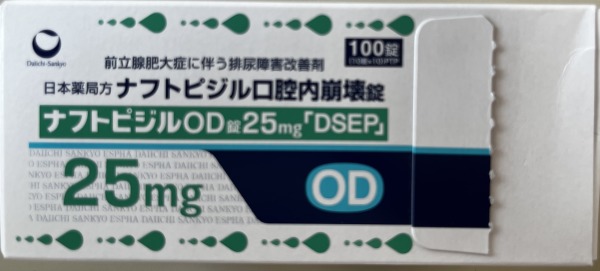 Daiichi-Sankyo
前立腺肥大症に伴う排尿障害改善剤
100錠
日本薬局方 ナフトピジル口腔内崩壊錠
ナフトピジルOD錠25mg「DSEP」
25mg
OD